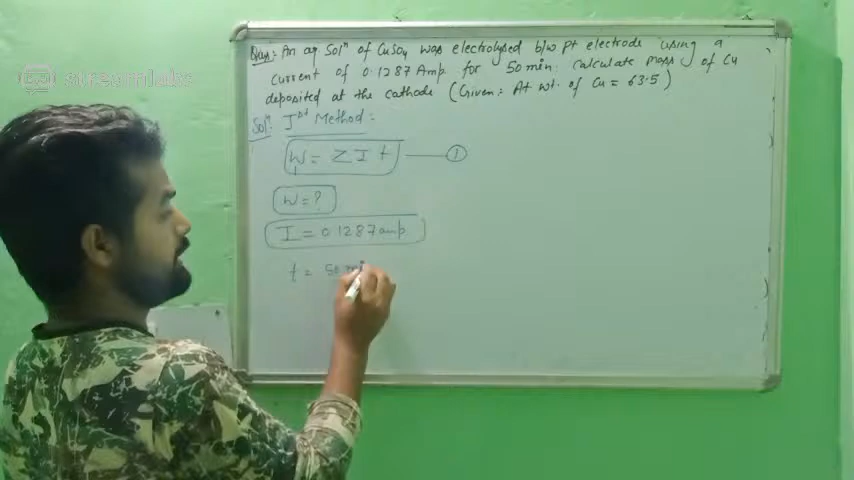 streamlabs
Ques:- An aq Solⁿ of CuSO4 was electrolysed b/w pt electrode using a
current of 0.1287 Amp for 50 min. Calculate mass of Cu
deposited at the cathode (Given: At wt. of Cu = 63.5)
Solⁿ: Ist Method:-
W = Z I t — 1
W = ?
I = 0.1287 amp
t = 50 mi